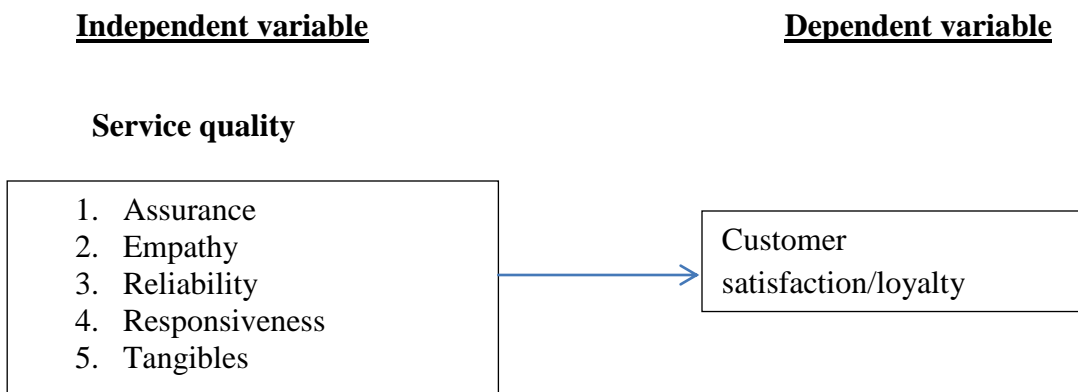 Independent variable
Dependent variable
Service quality
1. Assurance
2. Empathy
3. Reliability
4. Responsiveness
5. Tangibles
Customer
satisfaction/loyalty